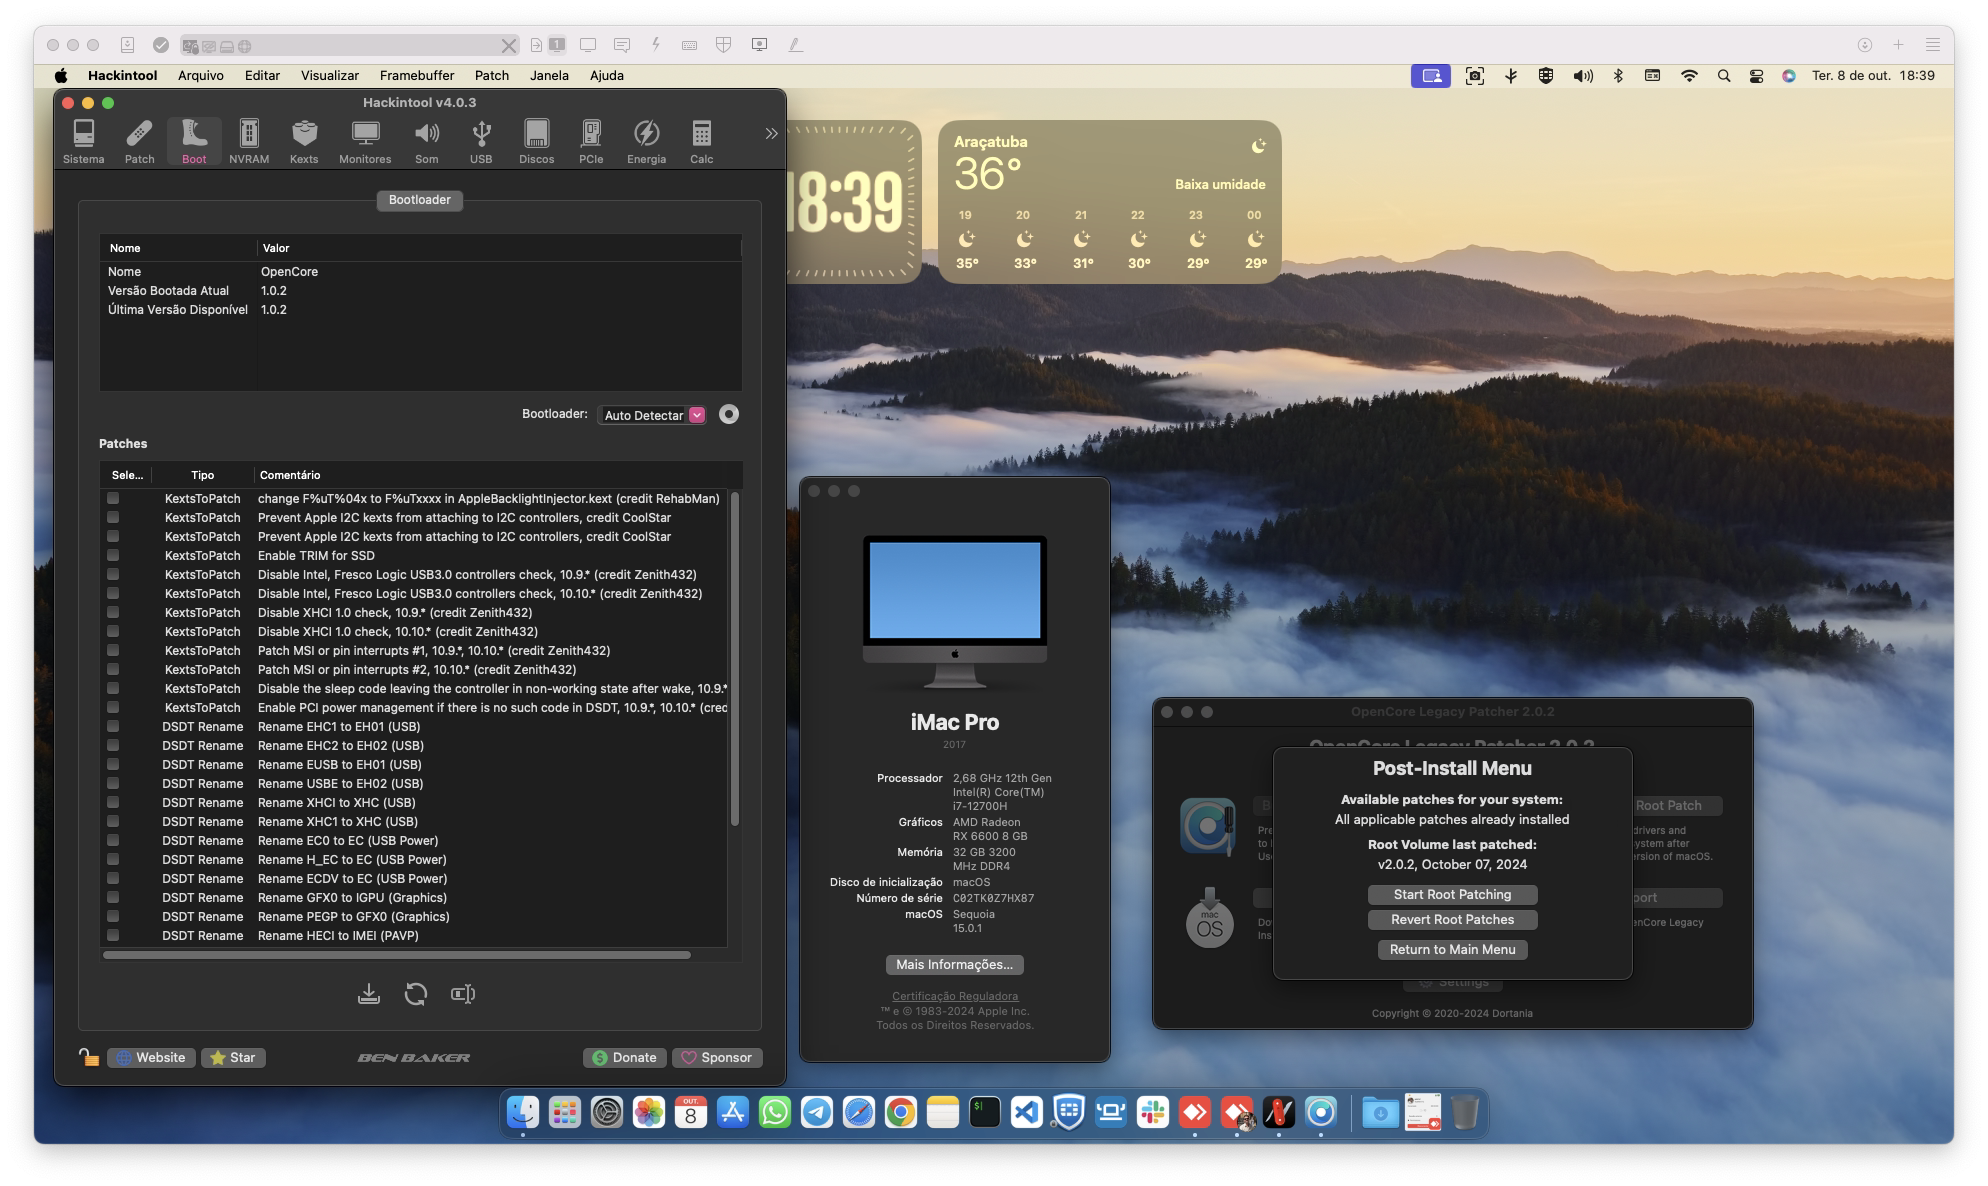 1
Hackintool Arquivo Editar Visualizar Framebuffer Patch Janela Ajuda
Ter. 8 de out. 18:39
Hackintool v4.0.3
Sistema Patch Boot NVRAM Kexts Monitores Som USB Discos PCIe Energia Calc
Bootloader
Nome Valor
Nome OpenCore
Versão Bootada Atual 1.0.2
Última Versão Disponível 1.0.2
Bootloader: Auto Detectar
Patches
Sele... Tipo Comentário
KextsToPatch change F%uT%04x to F%uTxxxx in AppleBacklightInjector.kext (credit RehabMan)
KextsToPatch Prevent Apple I2C kexts from attaching to I2C controllers, credit CoolStar
KextsToPatch Prevent Apple I2C kexts from attaching to I2C controllers, credit CoolStar
KextsToPatch Enable TRIM for SSD
KextsToPatch Disable Intel, Fresco Logic USB3.0 controllers check, 10.9.* (credit Zenith432)
KextsToPatch Disable Intel, Fresco Logic USB3.0 controllers check, 10.10.* (credit Zenith432)
KextsToPatch Disable XHCI 1.0 check, 10.9.* (credit Zenith432)
KextsToPatch Disable XHCI 1.0 check, 10.10.* (credit Zenith432)
KextsToPatch Patch MSI or pin interrupts #1, 10.9.*, 10.10.* (credit Zenith432)
KextsToPatch Patch MSI or pin interrupts #2, 10.10.* (credit Zenith432)
KextsToPatch Disable the sleep code leaving the controller in non-working state after wake, 10.9.*
KextsToPatch Enable PCI power management if there is no such code in DSDT, 10.9.*, 10.10.* (cred
DSDT Rename Rename EHC1 to EH01 (USB)
DSDT Rename Rename EHC2 to EH02 (USB)
DSDT Rename Rename EUSB to EH01 (USB)
DSDT Rename Rename USBE to EH02 (USB)
DSDT Rename Rename XHCI to XHC (USB)
DSDT Rename Rename XHC1 to XHC (USB)
DSDT Rename Rename EC0 to EC (USB Power)
DSDT Rename Rename H_EC to EC (USB Power)
DSDT Rename Rename ECDV to EC (USB Power)
DSDT Rename Rename GFX0 to IGPU (Graphics)
DSDT Rename Rename PEGP to GFX0 (Graphics)
DSDT Rename Rename HECI to IMEI (PAVP)
Website Star BEN BAKER Donate Sponsor
18:39
Araçatuba
36°
Baixa umidade
19 20 21 22 23 00
35° 33° 31° 30° 29° 29°
iMac Pro
2017
Processador 2,68 GHz 12th Gen
Intel(R) Core(TM)
i7-12700H
Gráficos AMD Radeon
RX 6600 8 GB
Memória 32 GB 3200
MHz DDR4
Disco de inicialização macOS
Número de série C02TK0Z7HX87
macOS Sequoia
15.0.1
Mais Informações...
Certificação Reguladora
™ e © 1983-2024 Apple Inc.
Todos os Direitos Reservados.
OpenCore Legacy Patcher 2.0.2
OpenCore Legacy Patcher 2.0.2
Post-Install Menu
Available patches for your system:
All applicable patches already installed
Root Volume last patched:
v2.0.2, October 07, 2024
Start Root Patching
Revert Root Patches
Return to Main Menu
Root Patch
drivers and
ystem after
ersion of macOS.
port
enCore Legacy
mac
OS
Settings
Copyright © 2020-2024 Dortania
OUT.
8